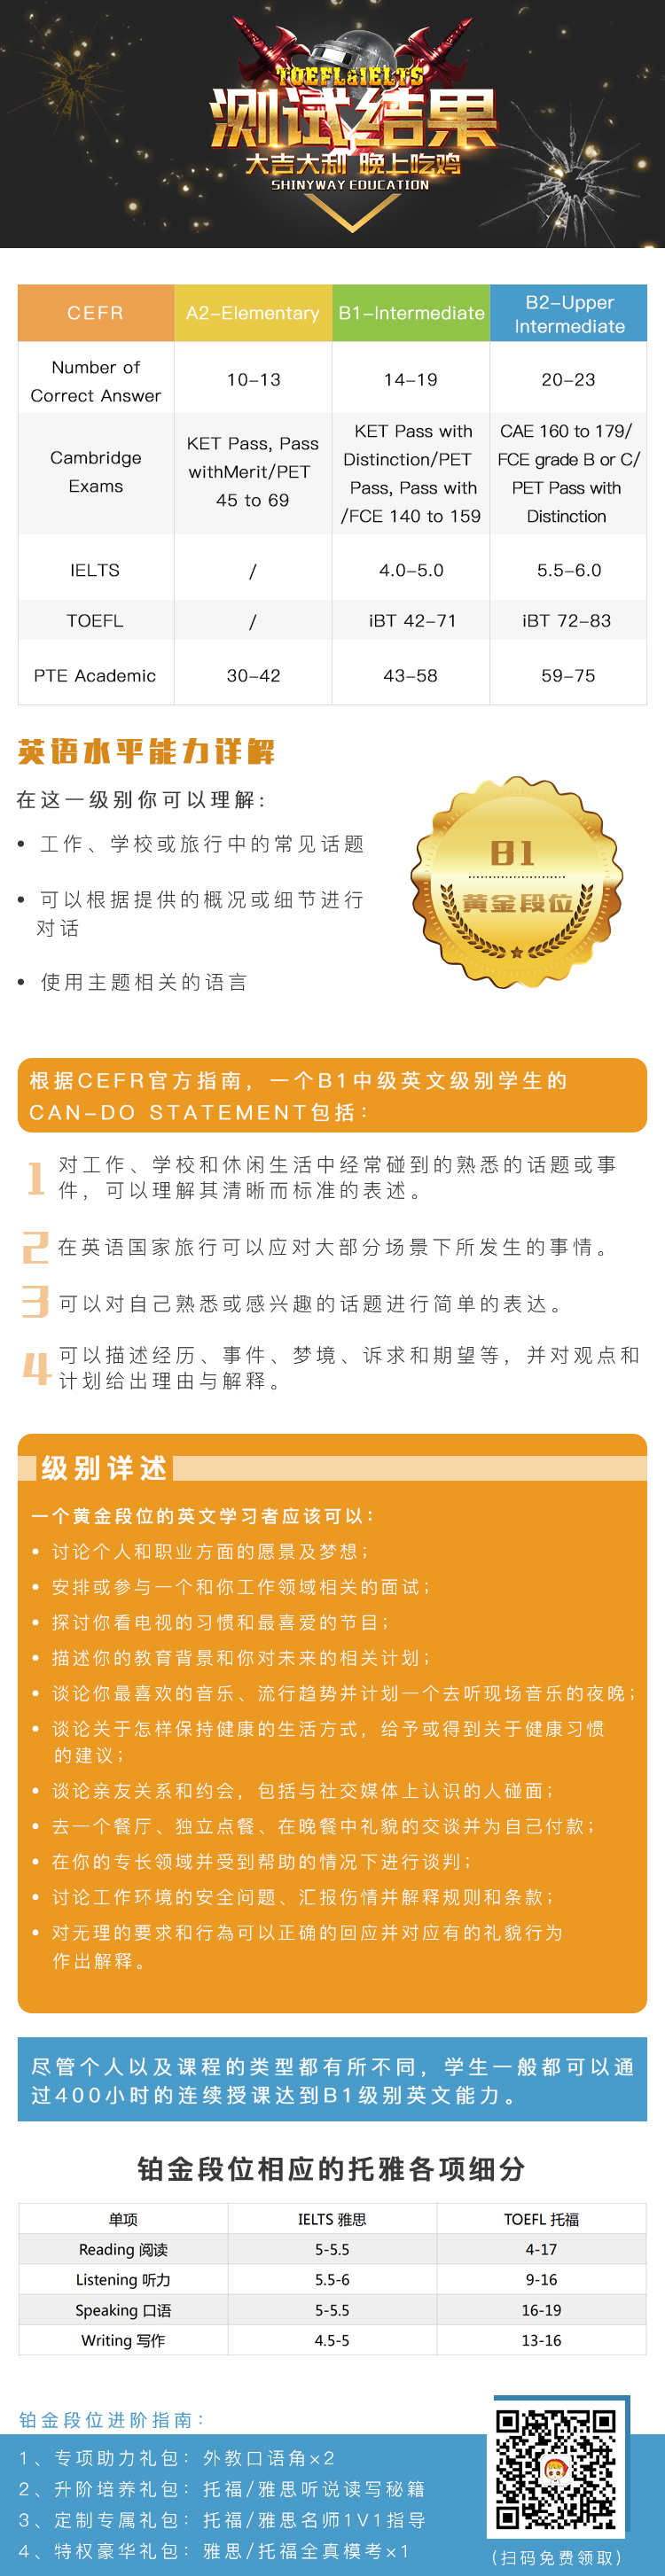 TOEFL&IELTS
测试结果
大吉大利 晚上吃鸡
SHINYWAY EDUCATION
CEFR
A2-Elementary
B1-Intermediate
B2-Upper
Intermediate
Number of
Correct Answer
10-13
14-19
20-23
Cambridge
Exams
KET Pass, Pass
withMerit/PET
45 to 69
KET Pass with
Distinction/PET
Pass, Pass with
/FCE 140 to 159
CAE 160 to 179/
FCE grade B or C/
PET Pass with
Distinction
IELTS
/
4.0-5.0
5.5-6.0
TOEFL
/
iBT 42-71
iBT 72-83
PTE Academic
30-42
43-58
59-75
英语水平能力详解
在这一级别你可以理解：
• 工作、学校或旅行中的常见话题
• 可以根据提供的概况或细节进行
对话
• 使用主题相关的语言
B1
黄金段位
根据CEFR官方指南，一个B1中级英文级别学生的
CAN-DO STATEMENT包括：
1 对工作、学校和休闲生活中经常碰到的熟悉的话题或事
件，可以理解其清晰而标准的表述。
2 在英语国家旅行可以应对大部分场景下所发生的事情。
3 可以对自己熟悉或感兴趣的话题进行简单的表达。
4 可以描述经历、事件、梦境、诉求和期望等，并对观点和
计划给出理由与解释。
级别详述
一个黄金段位的英文学习者应该可以：
• 讨论个人和职业方面的愿景及梦想；
• 安排或参与一个和你工作领域相关的面试；
• 探讨你看电视的习惯和最喜爱的节目；
• 描述你的教育背景和你对未来的相关计划；
• 谈论你最喜欢的音乐、流行趋势并计划一个去听现场音乐的夜晚；
• 谈论关于怎样保持健康的生活方式，给予或得到关于健康习惯
的建议；
• 谈论亲友关系和约会，包括与社交媒体上认识的人碰面；
• 去一个餐厅、独立点餐、在晚餐中礼貌的交谈并为自己付款；
• 在你的专长领域并受到帮助的情况下进行谈判；
• 讨论工作环境的安全问题、汇报伤情并解释规则和条款；
• 对无理的要求和行為可以正确的回应并对应有的礼貌行为
作出解释。
尽管个人以及课程的类型都有所不同，学生一般都可以通
过400小时的连续授课达到B1级别英文能力。
铂金段位相应的托雅各项细分
单项
IELTS 雅思
TOEFL 托福
Reading 阅读
5-5.5
4-17
Listening 听力
5.5-6
9-16
Speaking 口语
5-5.5
16-19
Writing 写作
4.5-5
13-16
铂金段位进阶指南：
1、专项助力礼包：外教口语角×2
2、升阶培养礼包：托福/雅思听说读写秘籍
3、定制专属礼包：托福/雅思名师1V1指导
4、特权豪华礼包：雅思/托福全真模考×1
（扫码免费领取）